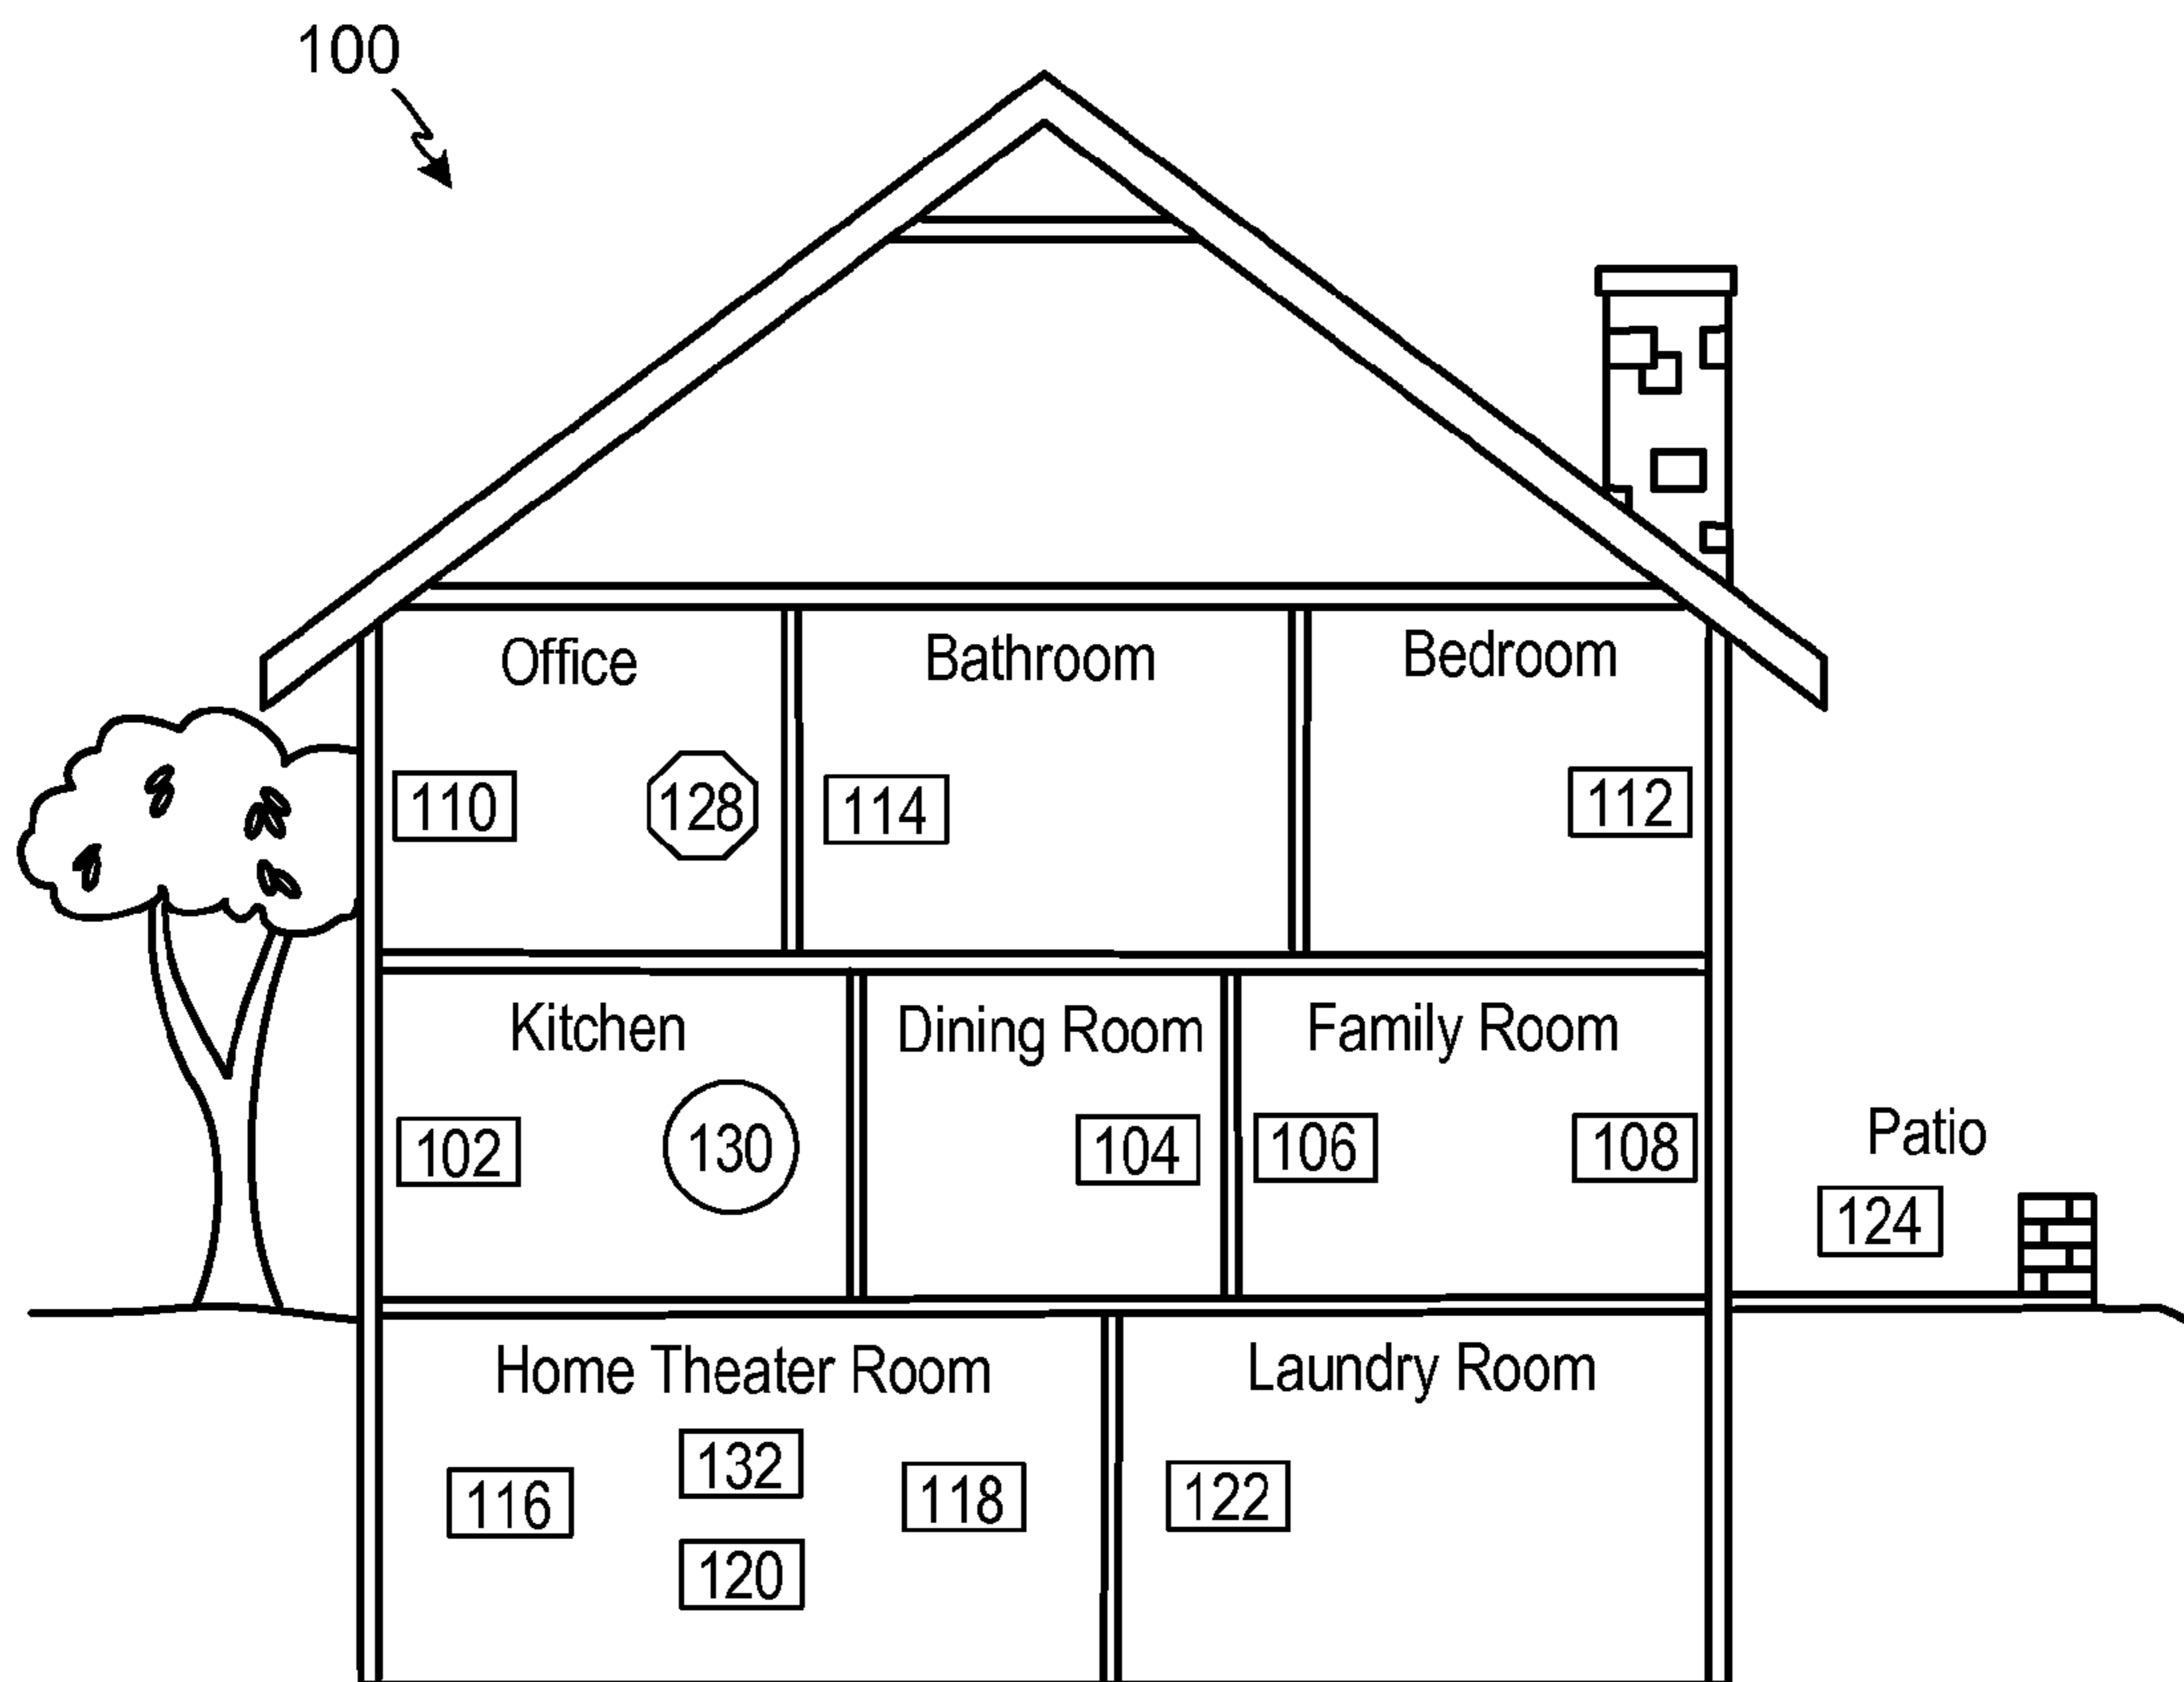 100
Office
Bathroom
Bedroom
110
128
114
112
Kitchen
Dining Room
Family Room
102
130
104
106
108
Patio
124
Home Theater Room
Laundry Room
132
116
118
122
120